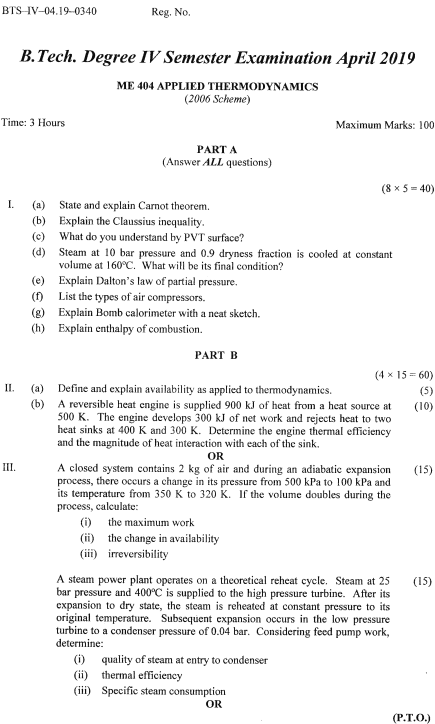 BTS-IV-04.19-0340 Reg. No.
B.Tech. Degree IV Semester Examination April 2019
ME 404 APPLIED THERMODYNAMICS
(2006 Scheme)
Time: 3 Hours Maximum Marks: 100
PART A
(Answer ALL questions)
(8 × 5 = 40)
I. (a) State and explain Carnot theorem.
(b) Explain the Claussius inequality.
(c) What do you understand by PVT surface?
(d) Steam at 10 bar pressure and 0.9 dryness fraction is cooled at constant
volume at 160°C. What will be its final condition?
(e) Explain Dalton's law of partial pressure.
(f) List the types of air compressors.
(g) Explain Bomb calorimeter with a neat sketch.
(h) Explain enthalpy of combustion.
PART B
(4 × 15 = 60)
II. (a) Define and explain availability as applied to thermodynamics. (5)
(b) A reversible heat engine is supplied 900 kJ of heat from a heat source at (10)
500 K. The engine develops 300 kJ of net work and rejects heat to two
heat sinks at 400 K and 300 K. Determine the engine thermal efficiency
and the magnitude of heat interaction with each of the sink.
OR
III. A closed system contains 2 kg of air and during an adiabatic expansion (15)
process, there occurs a change in its pressure from 500 kPa to 100 kPa and
its temperature from 350 K to 320 K. If the volume doubles during the
process, calculate:
(i) the maximum work
(ii) the change in availability
(iii) irreversibility
A steam power plant operates on a theoretical reheat cycle. Steam at 25 (15)
bar pressure and 400°C is supplied to the high pressure turbine. After its
expansion to dry state, the steam is reheated at constant pressure to its
original temperature. Subsequent expansion occurs in the low pressure
turbine to a condenser pressure of 0.04 bar. Considering feed pump work,
determine:
(i) quality of steam at entry to condenser
(ii) thermal efficiency
(iii) Specific steam consumption
OR
(P.T.O.)